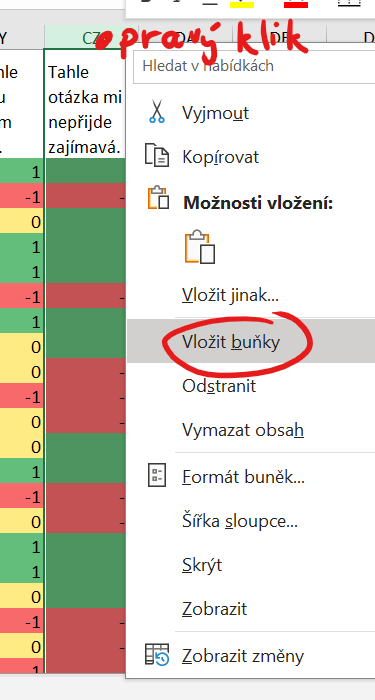 opravý klik
Y CZ DA DB D
hle
u
m
.
Tahle
otázka mi
nepřijde
zajímavá.
Hledat v nabídkách
Vyjmout
Kopírovat
Možnosti vložení:
Vložit jinak...
Vložit buňky
Odstranit
Vymazat obsah
Formát buněk...
Šířka sloupce...
Skrýt
Zobrazit
Zobrazit změny
1
-1 -
0
1
1
-1 -
1
0
0 -
-1 -
0
0
1
-1 -
0 -
1
1
0
-1 -
0 -
1